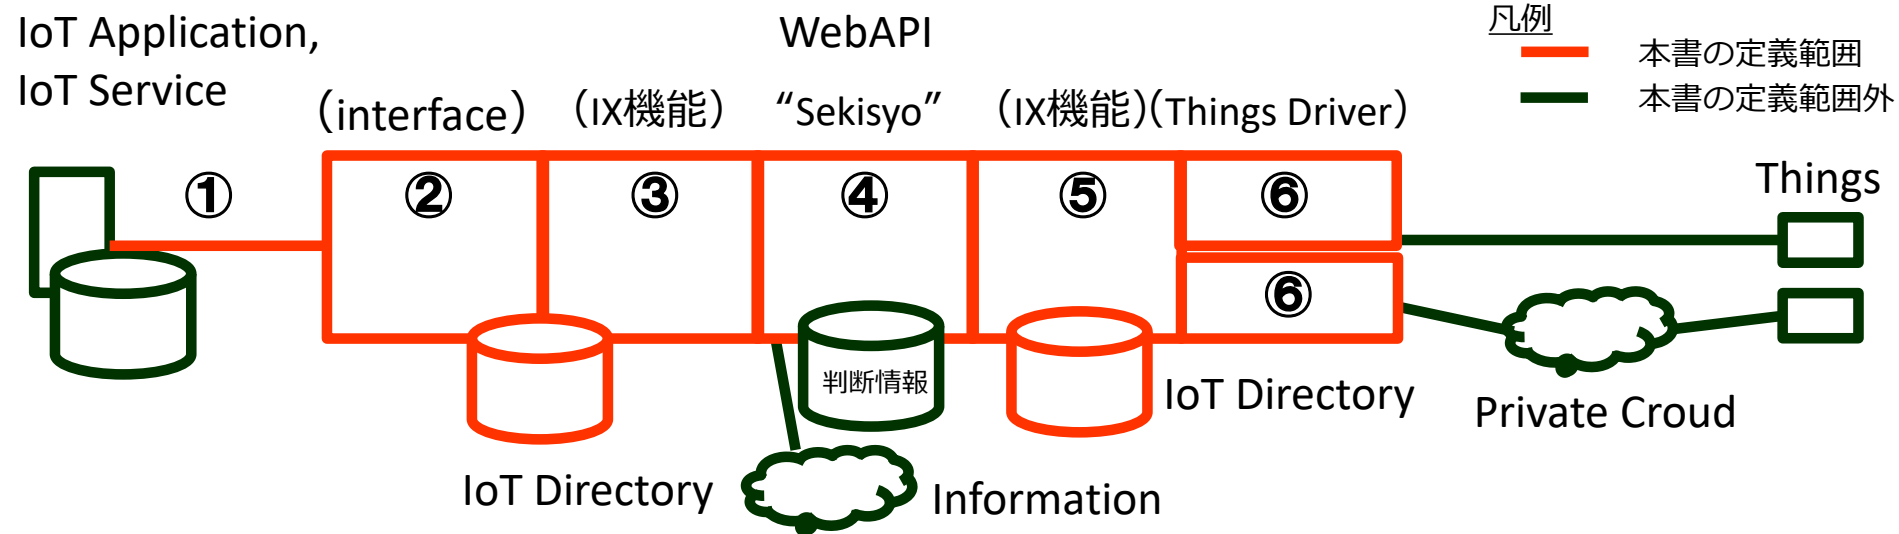 IoT Application,
IoT Service
WebAPI
凡例
本書の定義範囲
本書の定義範囲外
（interface）
（IX機能）
“Sekisyo”
（IX機能）
（Things Driver）
①
②
③
④
⑤
⑥
⑥
Things
判断情報
IoT Directory
Private Croud
IoT Directory
Information